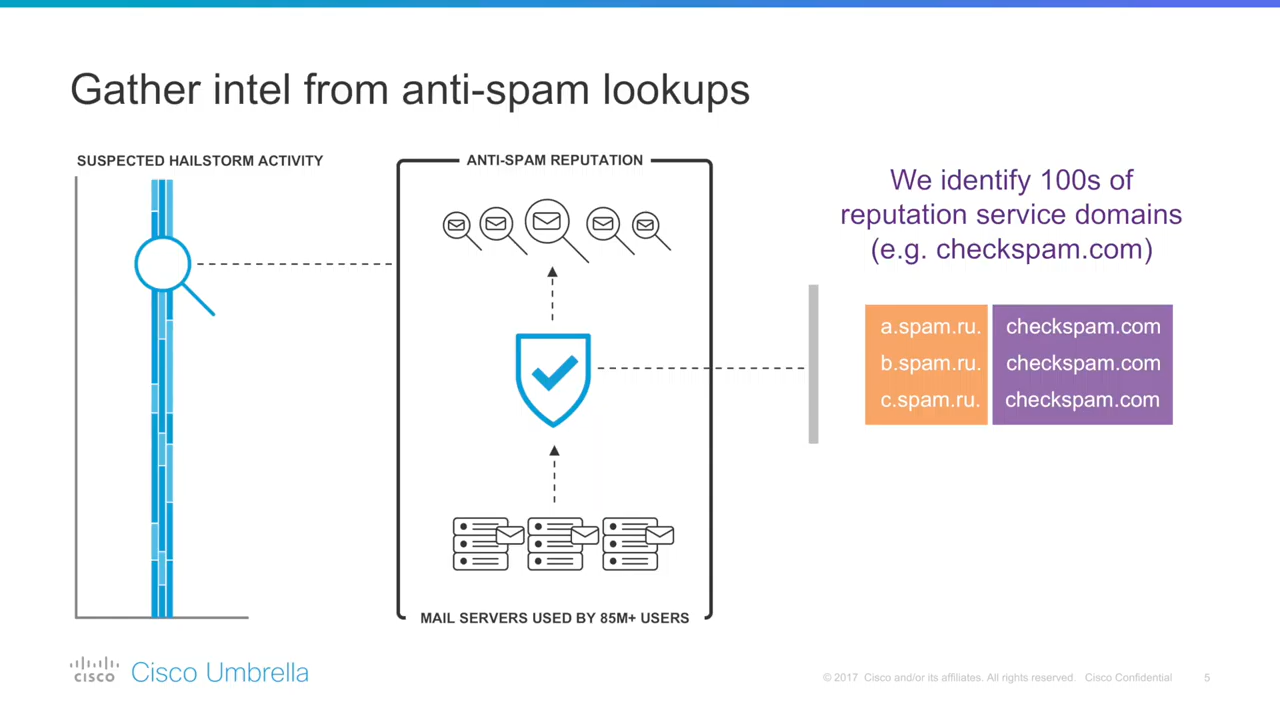 Gather intel from anti-spam lookups
SUSPECTED HAILSTORM ACTIVITY
ANTI-SPAM REPUTATION
MAIL SERVERS USED BY 85M+ USERS
We identify 100s of
reputation service domains
(e.g. checkspam.com)
a.spam.ru. checkspam.com
b.spam.ru. checkspam.com
c.spam.ru. checkspam.com
cisco Cisco Umbrella
© 2017 Cisco and/or its affiliates. All rights reserved. Cisco Confidential 5